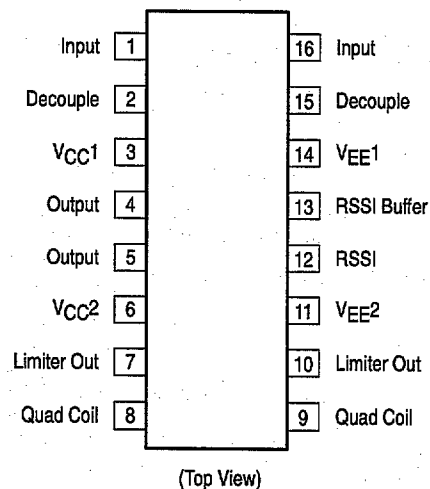 Input 1 16 Input
Decouple 2 15 Decouple
VCC1 3 14 VEE1
Output 4 13 RSSI Buffer
Output 5 12 RSSI
VCC2 6 11 VEE2
Limiter Out 7 10 Limiter Out
Quad Coil 8 9 Quad Coil
(Top View)